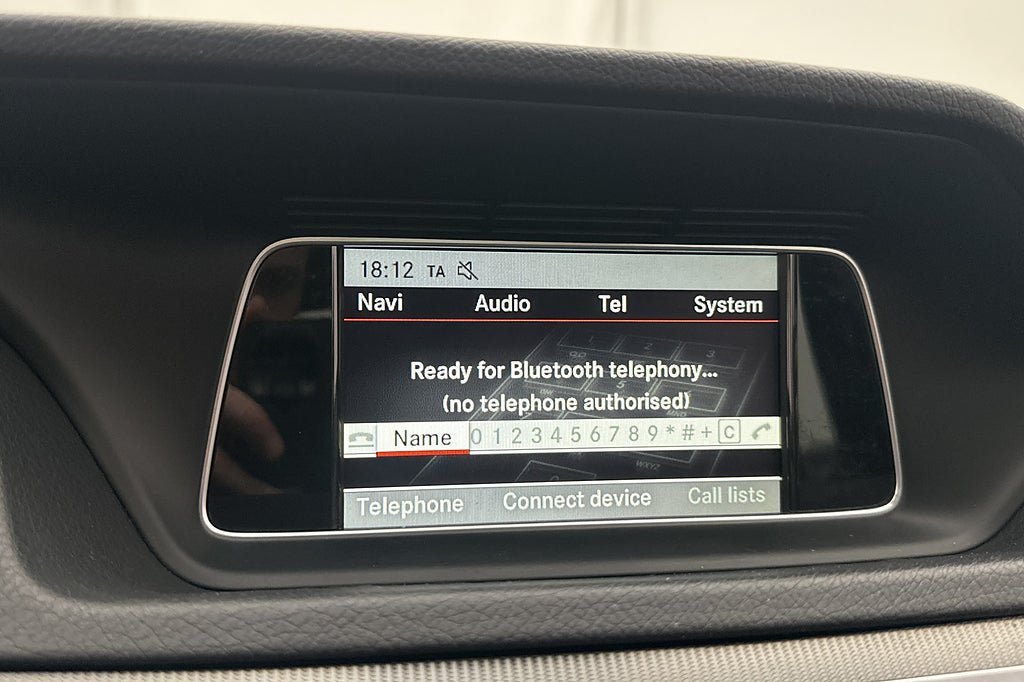 18:12 TA
Navi Audio Tel System
Ready for Bluetooth telephony...
(no telephone authorised)
Name 0 1 2 3 4 5 6 7 8 9 * # + C
Telephone Connect device Call lists